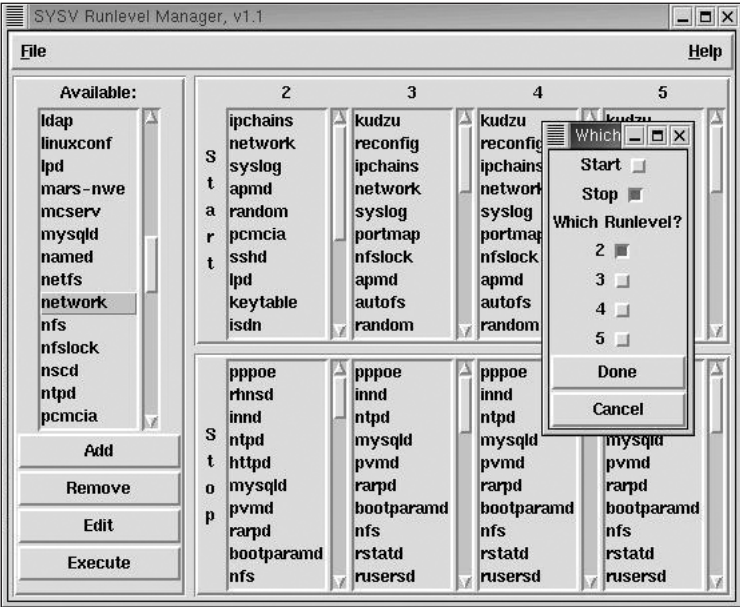 SYSV Runlevel Manager, v1.1
File
Help
Available:
ldap
linuxconf
lpd
mars-nwe
mcserv
mysqld
named
netfs
network
nfs
nfslock
nscd
ntpd
pcmcia
Add
Remove
Edit
Execute
Start
2
ipchains
network
syslog
apmd
random
pcmcia
sshd
lpd
keytable
isdn
3
kudzu
reconfig
ipchains
network
syslog
portmap
nfslock
apmd
autofs
random
4
kudzu
reconfig
ipchains
network
syslog
portmap
nfslock
apmd
autofs
random
5
kudzu
Stop
pppoe
rhnsd
innd
ntpd
httpd
mysqld
pvmd
rarpd
bootparamd
nfs
pppoe
innd
ntpd
mysqld
pvmd
rarpd
bootparamd
nfs
rstatd
rusersd
pppoe
innd
ntpd
mysqld
pvmd
rarpd
bootparamd
nfs
rstatd
rusersd
mysqld
pvmd
rarpd
bootparamd
nfs
rstatd
rusersd
Which
Start
Stop
Which Runlevel?
2
3
4
5
Done
Cancel